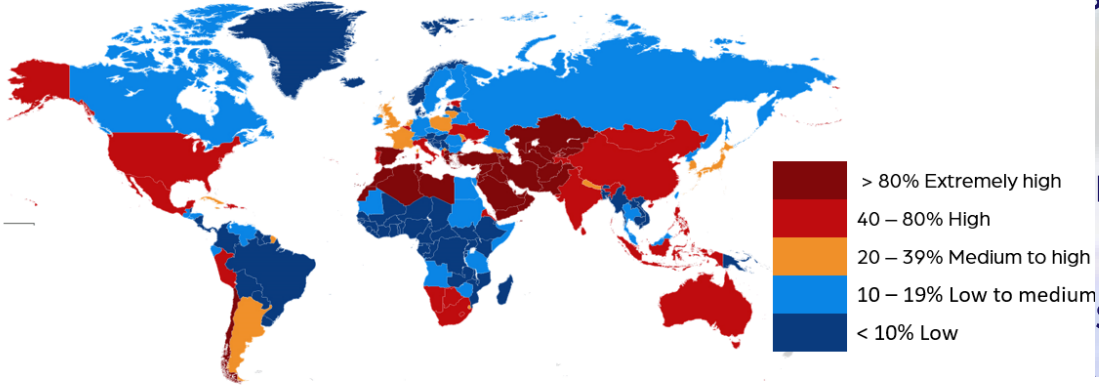 > 80% Extremely high
40 – 80% High
20 – 39% Medium to high
10 – 19% Low to medium
< 10% Low